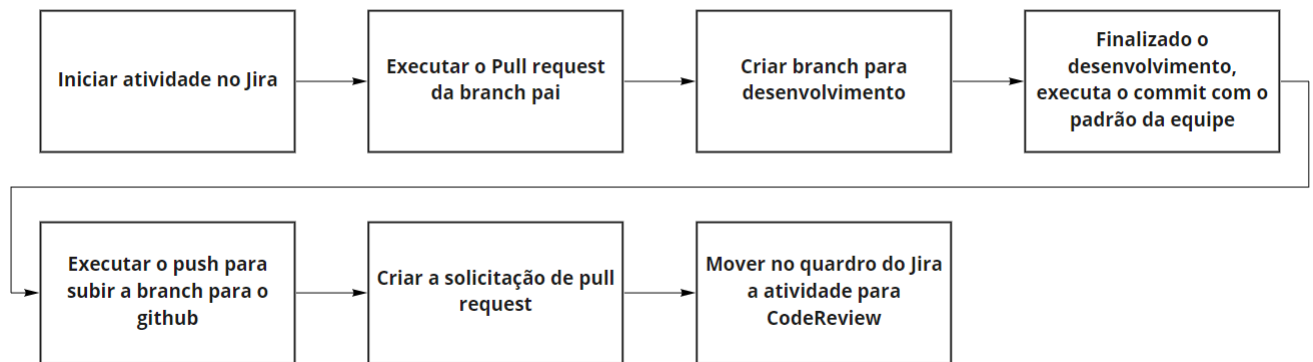 Iniciar atividade no Jira
Executar o Pull request
da branch pai
Criar branch para
desenvolvimento
Finalizado o
desenvolvimento,
executa o commit com o
padrão da equipe
Executar o push para
subir a branch para o
github
Criar a solicitação de pull
request
Mover no quardro do Jira
a atividade para
CodeReview